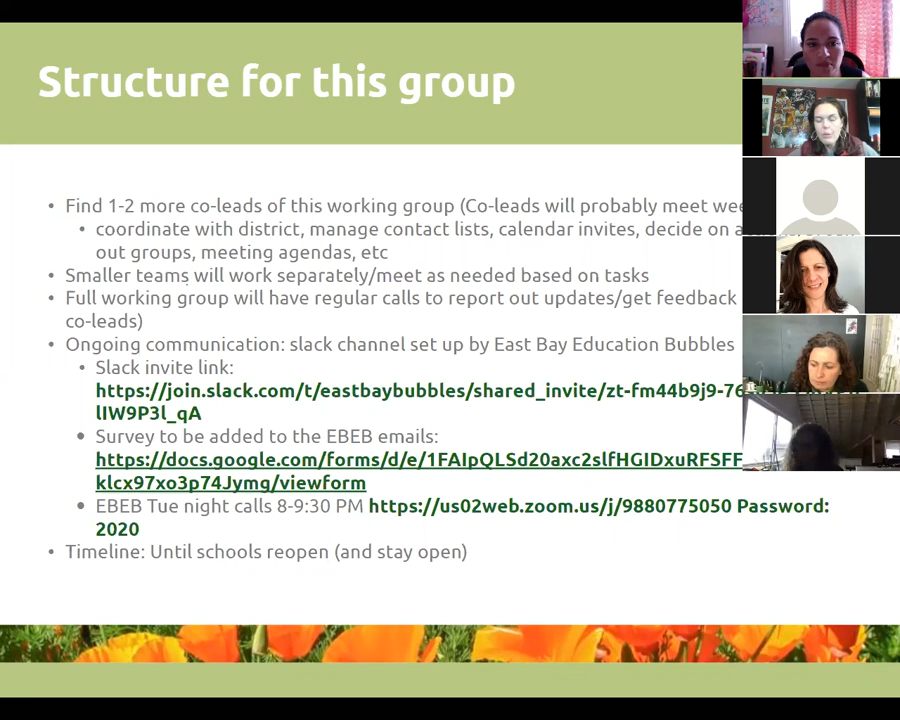 Structure for this group
• Find 1-2 more co-leads of this working group (Co-leads will probably meet
• coordinate with district, manage contact lists, calendar invites, decide on
out groups, meeting agendas, etc
• Smaller teams will work separately/meet as needed based on tasks
• Full working group will have regular calls to report out updates/get feedback
co-leads)
• Ongoing communication: slack channel set up by East Bay Education Bubbles
• Slack invite link:
https://join.slack.com/t/eastbaybubbles/shared_invite/zt-fm44b9j9-76
lIW9P3l_qA
• Survey to be added to the EBEB emails:
https://docs.google.com/forms/d/e/1FAIpQLSd20axc2slfHGIDxuRFSFF
klcx97xo3p74Jymg/viewform
• EBEB Tue night calls 8-9:30 PM https://us02web.zoom.us/j/9880775050 Password:
2020
• Timeline: Until schools reopen (and stay open)